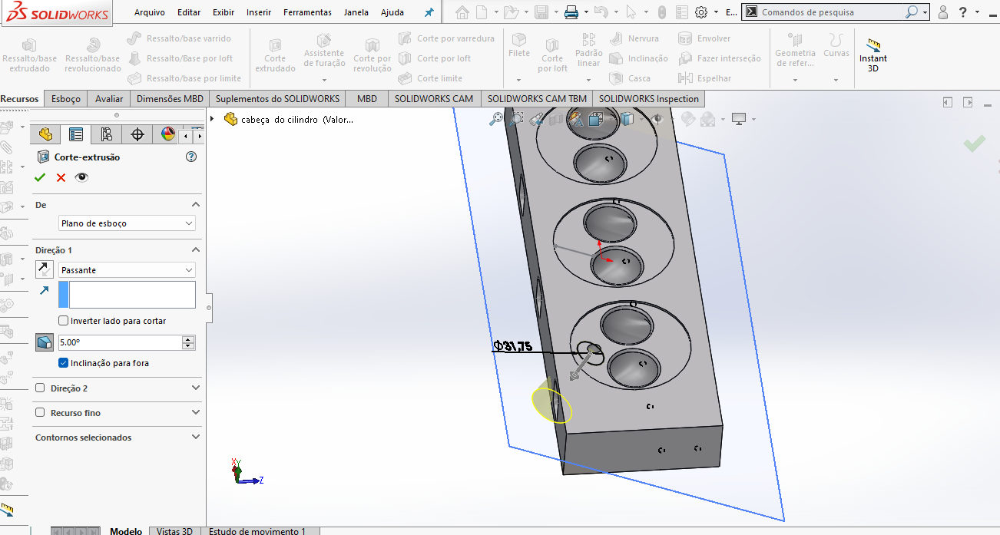 SOLIDWORKS
Arquivo Editar Exibir Inserir Ferramentas Janela Ajuda
E... Comandos de pesquisa ?
Ressalto/base extrudado
Ressalto/base revolucionado
Ressalto/base varrido
Ressalto/Base por loft
Ressalto/base por limite
Corte extrudado
Assistente de furação
Corte por revolução
Corte por varredura
Corte por loft
Corte limite
Filete
Corte por loft
Padrão linear
Nervura
Inclinação
Casca
Envolver
Fazer interseção
Espelhar
Geometria de refer...
Curvas
Instant 3D
Recursos Esboço Avaliar Dimensões MBD Suplementos do SOLIDWORKS MBD SOLIDWORKS CAM SOLIDWORKS CAM TBM SOLIDWORKS Inspection
cabeça do cilindro (Valor...
Corte-extrusão
De
Plano de esboço
Direção 1
Passante
Inverter lado para cortar
5.00º
Inclinação para fora
Direção 2
Recurso fino
Contornos selecionados
Φ31,75
X Y
Z
Modelo Vistas 3D Estudo de movimento 1